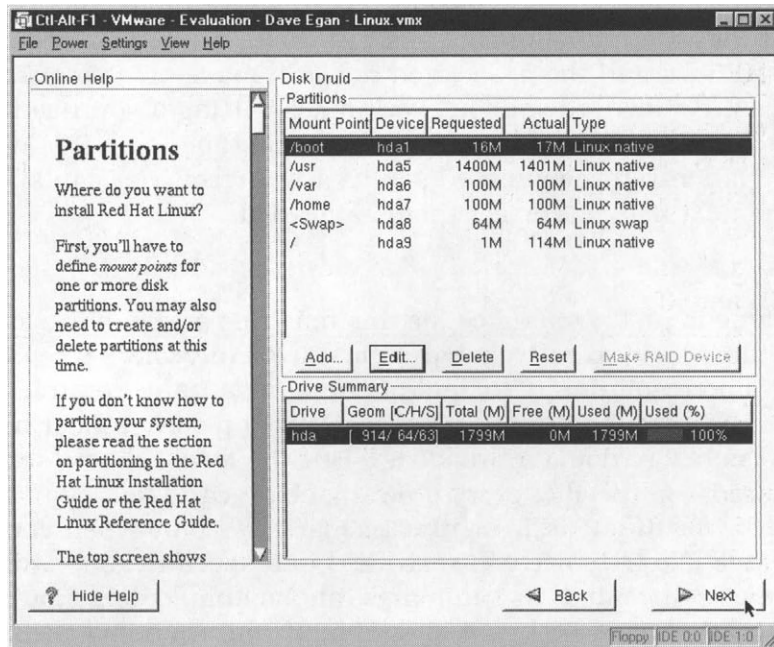 Ctl-Alt-F1 - VMware - Evaluation - Dave Egan - Linux.vmx
File Power Settings View Help
Online Help
Partitions
Where do you want to
install Red Hat Linux?
First, you'll have to
define mount points for
one or more disk
partitions. You may also
need to create and/or
delete partitions at this
time.
If you don't know how to
partition your system,
please read the section
on partitioning in the Red
Hat Linux Installation
Guide or the Red Hat
Linux Reference Guide.
The top screen shows
Disk Druid
Partitions
Mount Point Device Requested Actual Type
/boot hda1 16M 17M Linux native
/usr hda5 1400M 1401M Linux native
/var hda6 100M 100M Linux native
/home hda7 100M 100M Linux native
<Swap> hda8 64M 64M Linux swap
/ hda9 1M 114M Linux native
Add... Edit... Delete Reset Make RAID Device
Drive Summary
Drive Geom [C/H/S] Total (M) Free (M) Used (M) Used (%)
hda [ 914/ 64/63] 1799M 0M 1799M 100%
? Hide Help Back Next
Floppy IDE 0:0 IDE 1:0